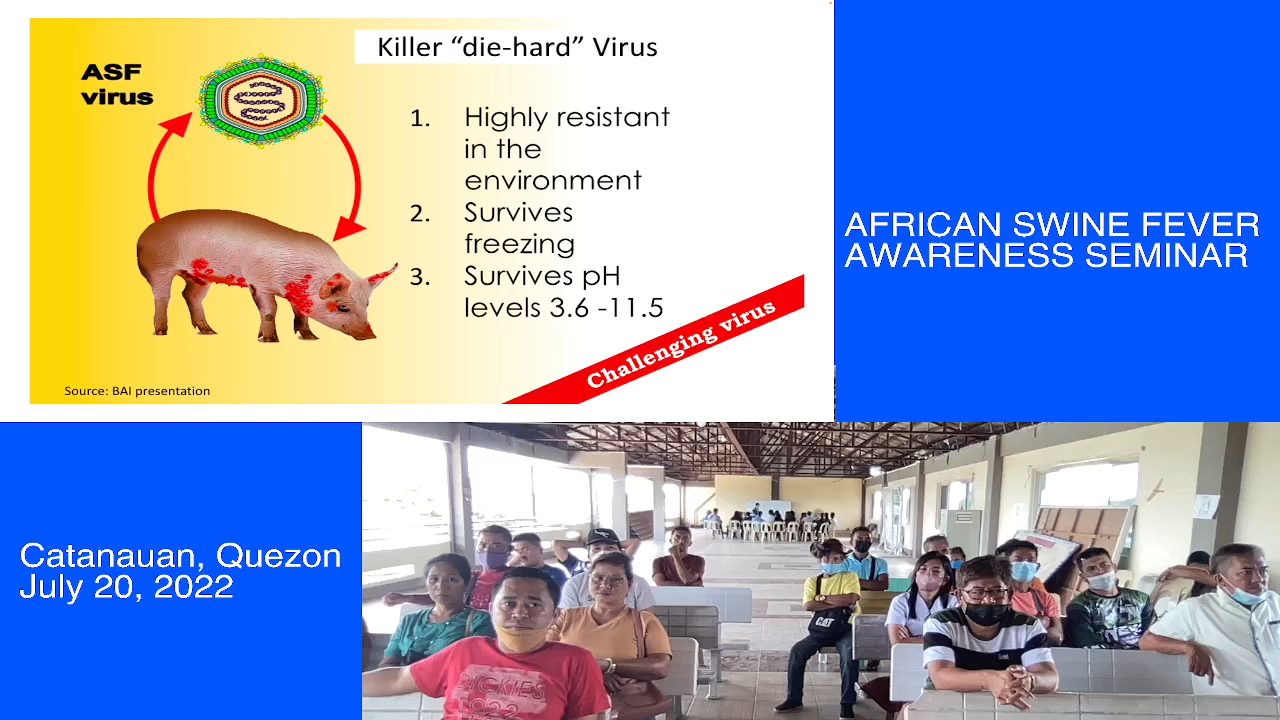 Killer “die-hard” Virus
ASF
virus
1. Highly resistant
in the
environment
2. Survives
freezing
3. Survives pH
levels 3.6 -11.5
Challenging virus
Source: BAI presentation
AFRICAN SWINE FEVER
AWARENESS SEMINAR
Catanauan, Quezon
July 20, 2022
CAT
DICKIES
1922